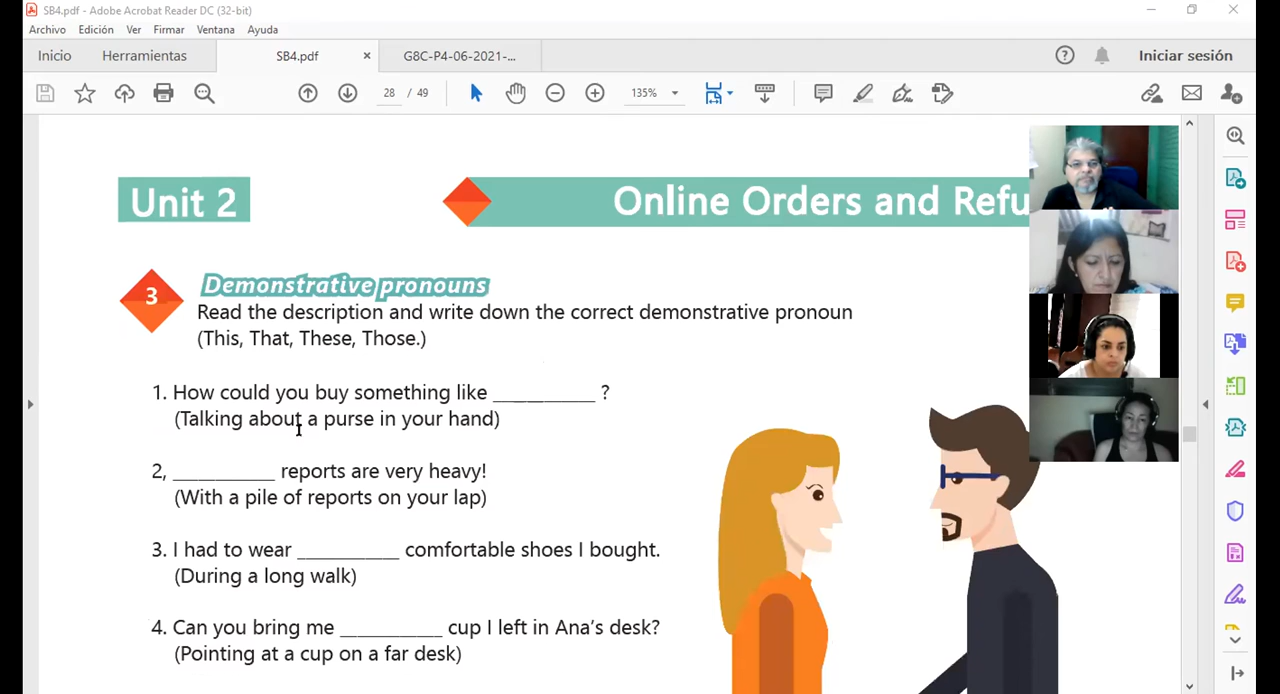 SB4.pdf - Adobe Acrobat Reader DC (32-bit)
Archivo Edición Ver Firmar Ventana Ayuda
Inicio Herramientas SB4.pdf × G8C-P4-06-2021-... Iniciar sesión
28 / 49 135%
Unit 2 Online Orders and Refu
3 Demonstrative pronouns
Read the description and write down the correct demonstrative pronoun
(This, That, These, Those.)
1. How could you buy something like __________ ?
(Talking about a purse in your hand)
2, __________ reports are very heavy!
(With a pile of reports on your lap)
3. I had to wear __________ comfortable shoes I bought.
(During a long walk)
4. Can you bring me __________ cup I left in Ana's desk?
(Pointing at a cup on a far desk)